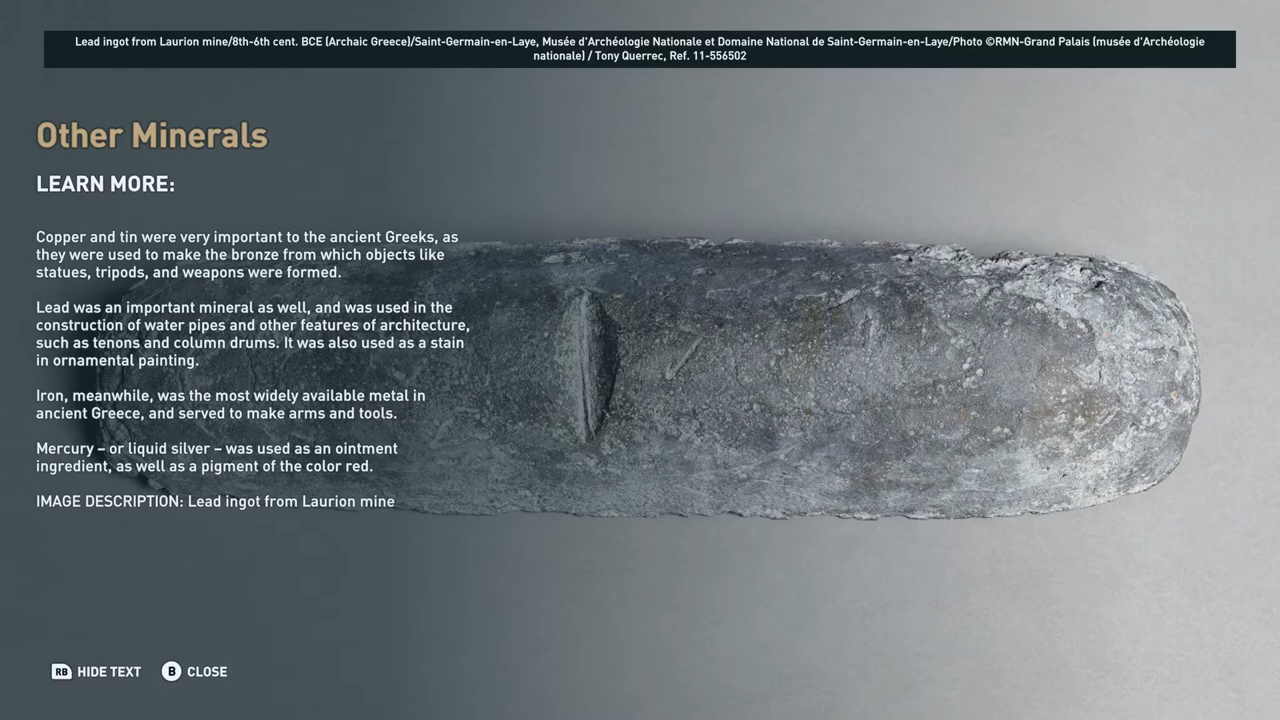 Lead ingot from Laurion mine/8th-6th cent. BCE (Archaic Greece)/Saint-Germain-en-Laye, Musée d'Archéologie Nationale et Domaine National de Saint-Germain-en-Laye/Photo ©RMN-Grand Palais (musée d'Archéologie
nationale) / Tony Querrec, Ref. 11-556502
Other Minerals
LEARN MORE:
Copper and tin were very important to the ancient Greeks, as
they were used to make the bronze from which objects like
statues, tripods, and weapons were formed.
Lead was an important mineral as well, and was used in the
construction of water pipes and other features of architecture,
such as tenons and column drums. It was also used as a stain
in ornamental painting.
Iron, meanwhile, was the most widely available metal in
ancient Greece, and served to make arms and tools.
Mercury – or liquid silver – was used as an ointment
ingredient, as well as a pigment of the color red.
IMAGE DESCRIPTION: Lead ingot from Laurion mine
RB HIDE TEXT B CLOSE